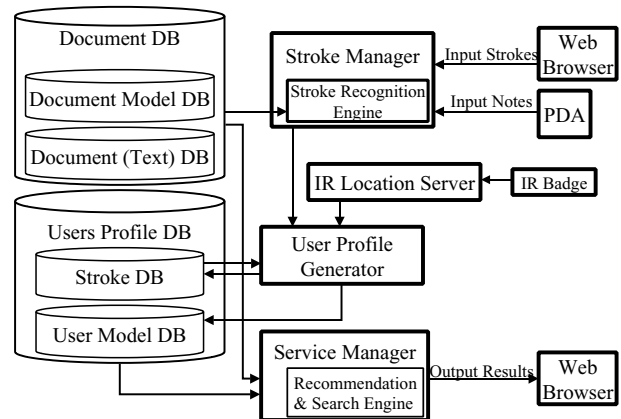 Document DB
Document Model DB
Document (Text) DB
Stroke Manager
Stroke Recognition
Engine
Input Strokes
Web
Browser
Input Notes
PDA
IR Location Server
IR Badge
Users Profile DB
Stroke DB
User Model DB
User Profile
Generator
Service Manager
Recommendation
& Search Engine
Output Results
Web
Browser